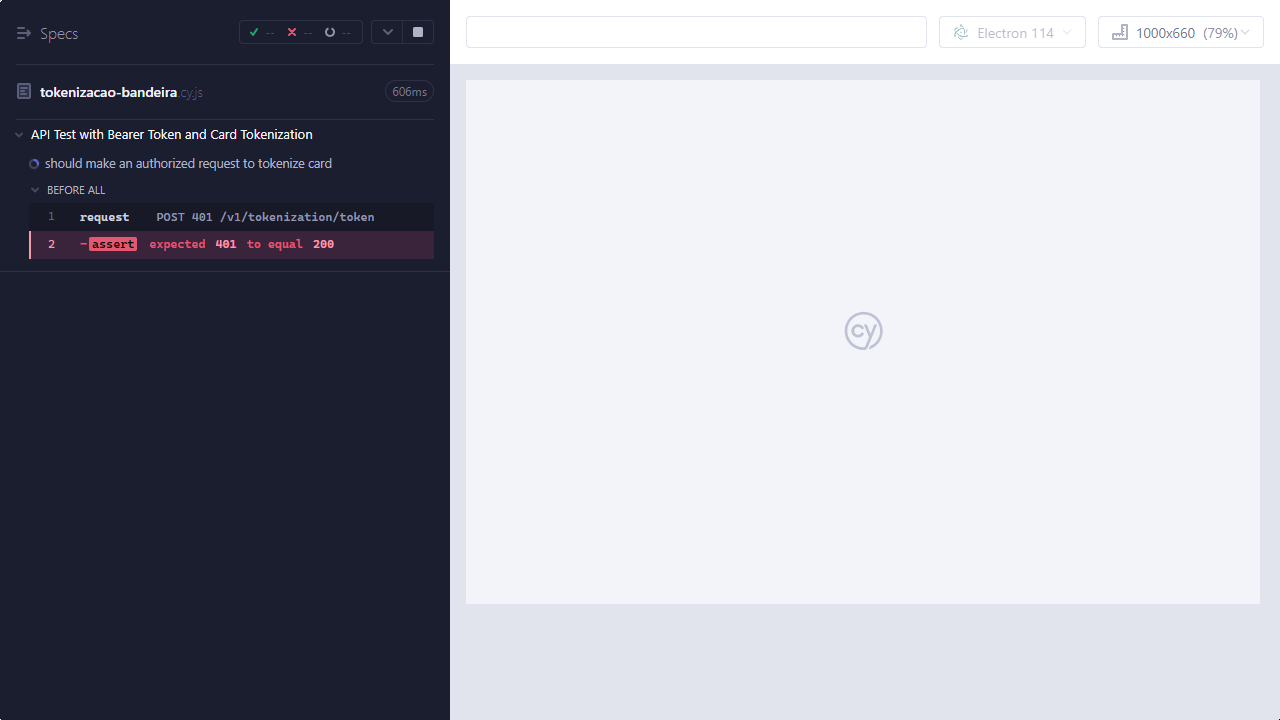 Specs
-- -- --
tokenizacao-bandeira.cy.js 606ms
API Test with Bearer Token and Card Tokenization
should make an authorized request to tokenize card
BEFORE ALL
1 request POST 401 /v1/tokenization/token
2 -assert expected 401 to equal 200
Electron 114
1000x660 (79%)
cy